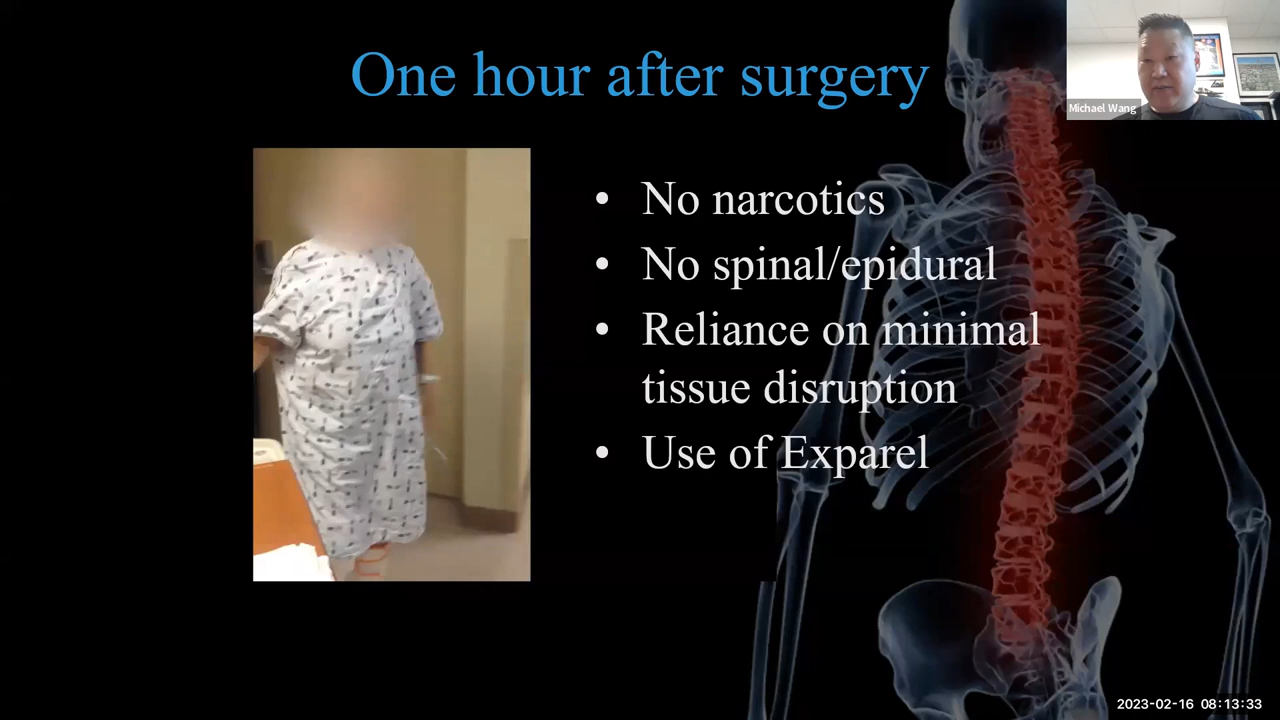 One hour after surgery
Michael Wang
• No narcotics
• No spinal/epidural
• Reliance on minimal
tissue disruption
• Use of Exparel
2023-02-16 08:13:33